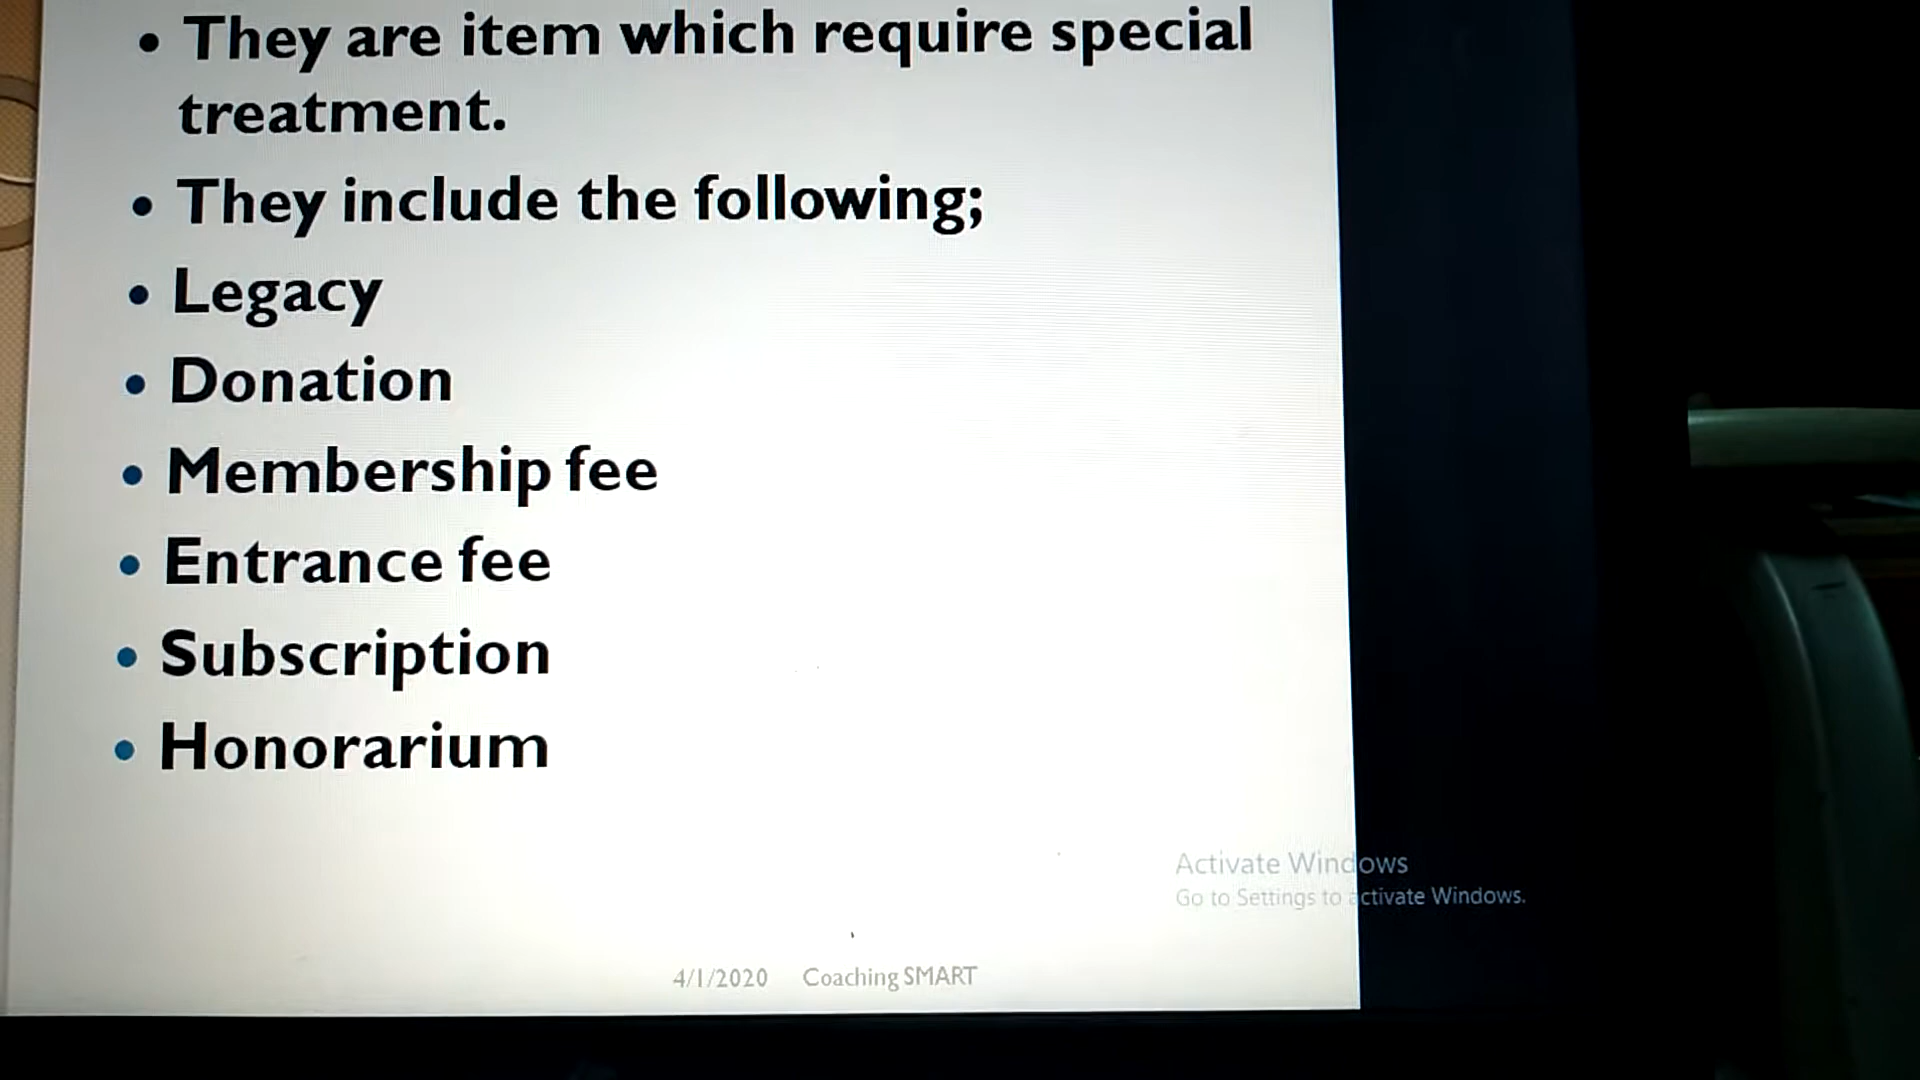 • They are item which require special
treatment.
• They include the following;
• Legacy
• Donation
• Membership fee
• Entrance fee
• Subscription
• Honorarium
Activate Windows
Go to Settings to activate Windows.
4/1/2020 Coaching SMART